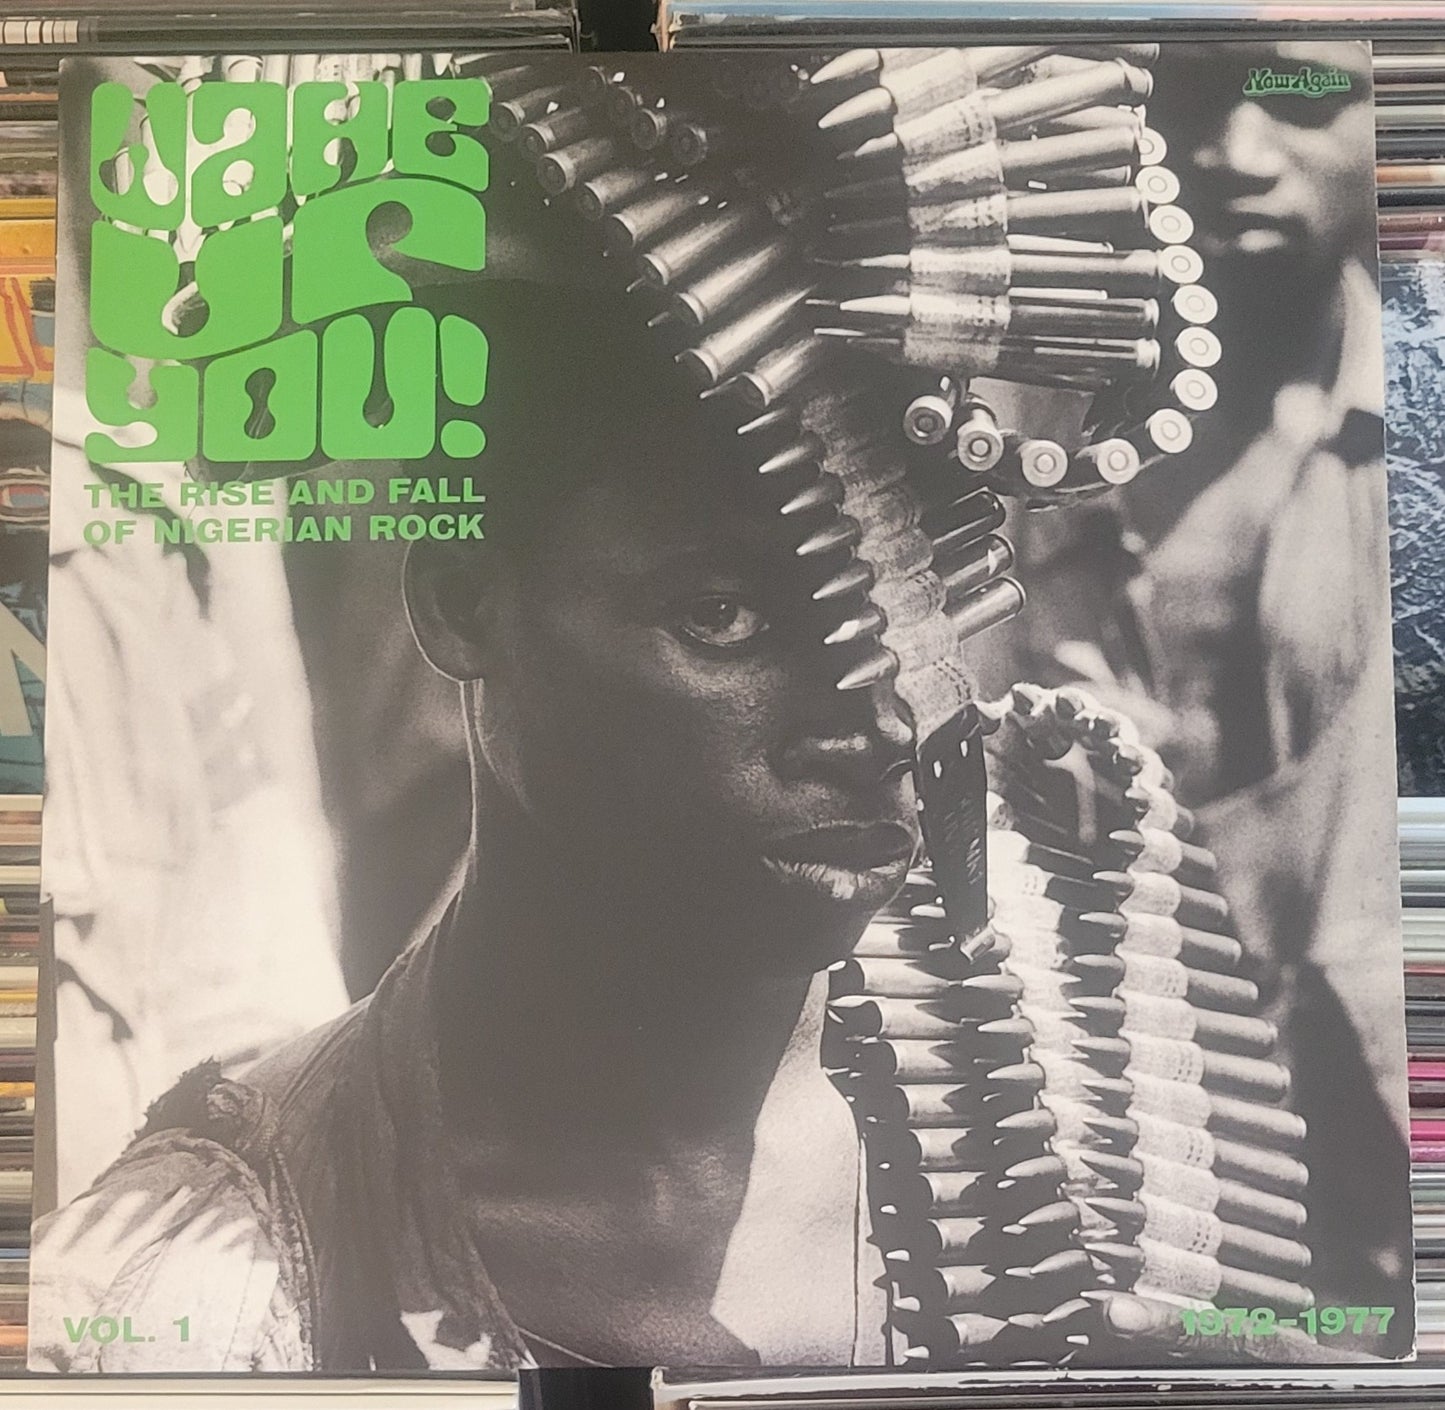 WAKE
UP
YOU!
THE RISE AND FALL
OF NIGERIAN ROCK
Now-Again
VOL. 1
1972-1977